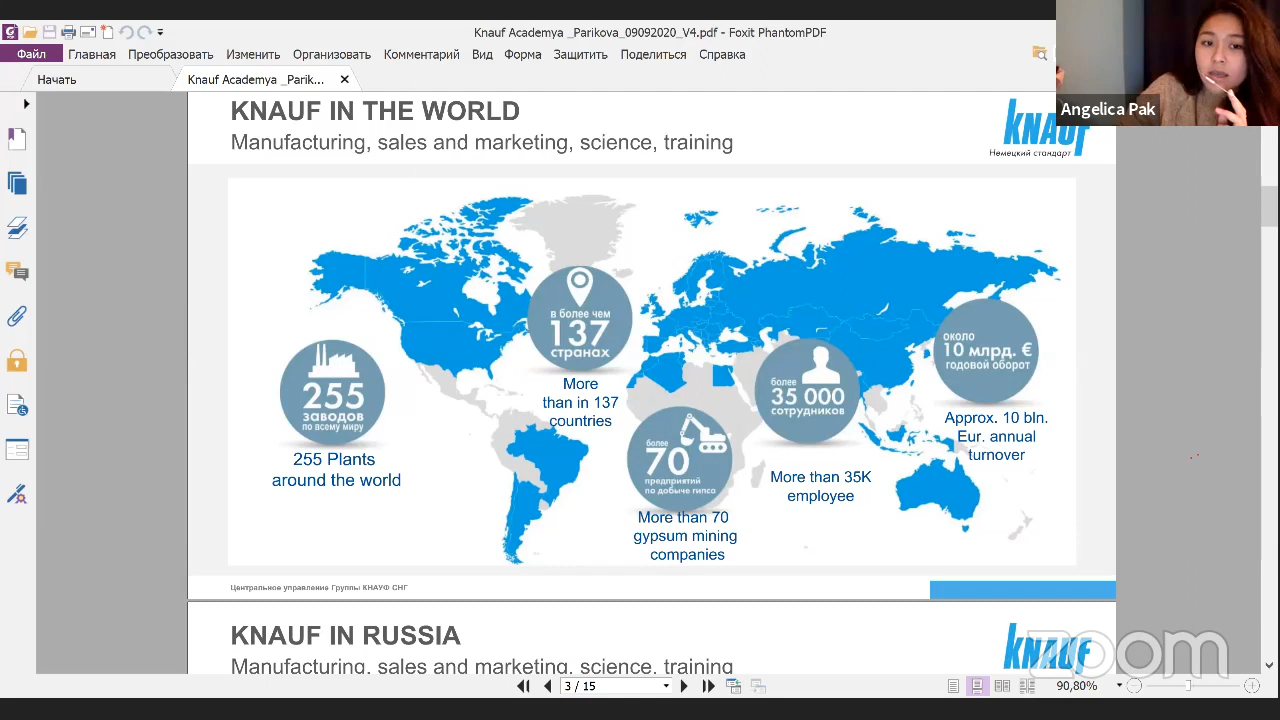 Knauf Academya _Parikova_09092020_V4.pdf - Foxit PhantomPDF
Файл Главная Преобразовать Изменить Организовать Комментарий Вид Форма Защитить Поделиться Справка
Начать
Knauf Academya _Parik...
Angelica Pak
KNAUF IN THE WORLD
Manufacturing, sales and marketing, science, training
KNAUF
Немецкий стандарт
в более чем
137
странах
More
than in 137
countries
255
заводов
по всему миру
255 Plants
around the world
более
70
предприятий
по добыче гипса
More than 70
gypsum mining
companies
более
35 000
сотрудников
More than 35K
employee
около
10 млрд. €
годовой оборот
Approx. 10 bln.
Eur. annual
turnover
Центральное управление Группы КНАУФ СНГ
KNAUF IN RUSSIA
Manufacturing, sales and marketing, science, training
KNAUF
zoom
3 / 15
90,80%